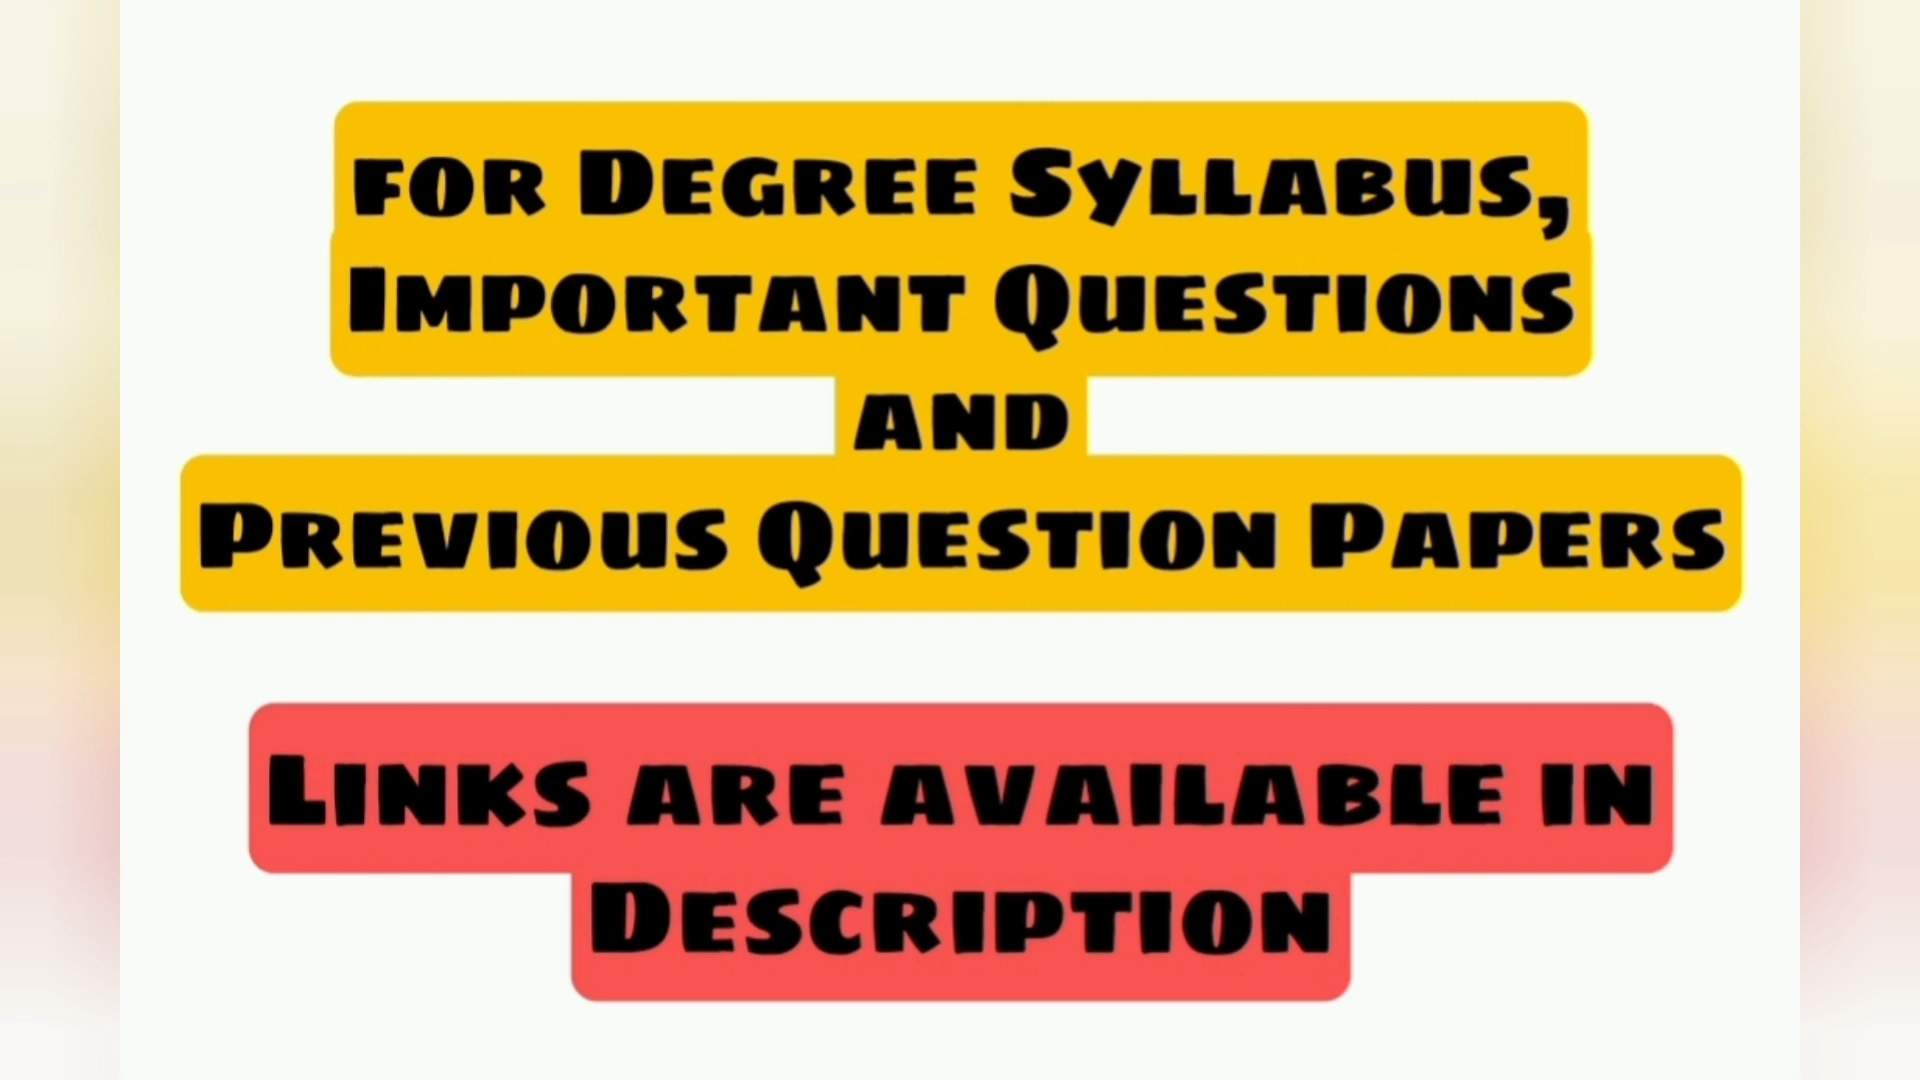 for Degree Syllabus,
Important Questions
and
Previous Question Papers
Links are available in
Description